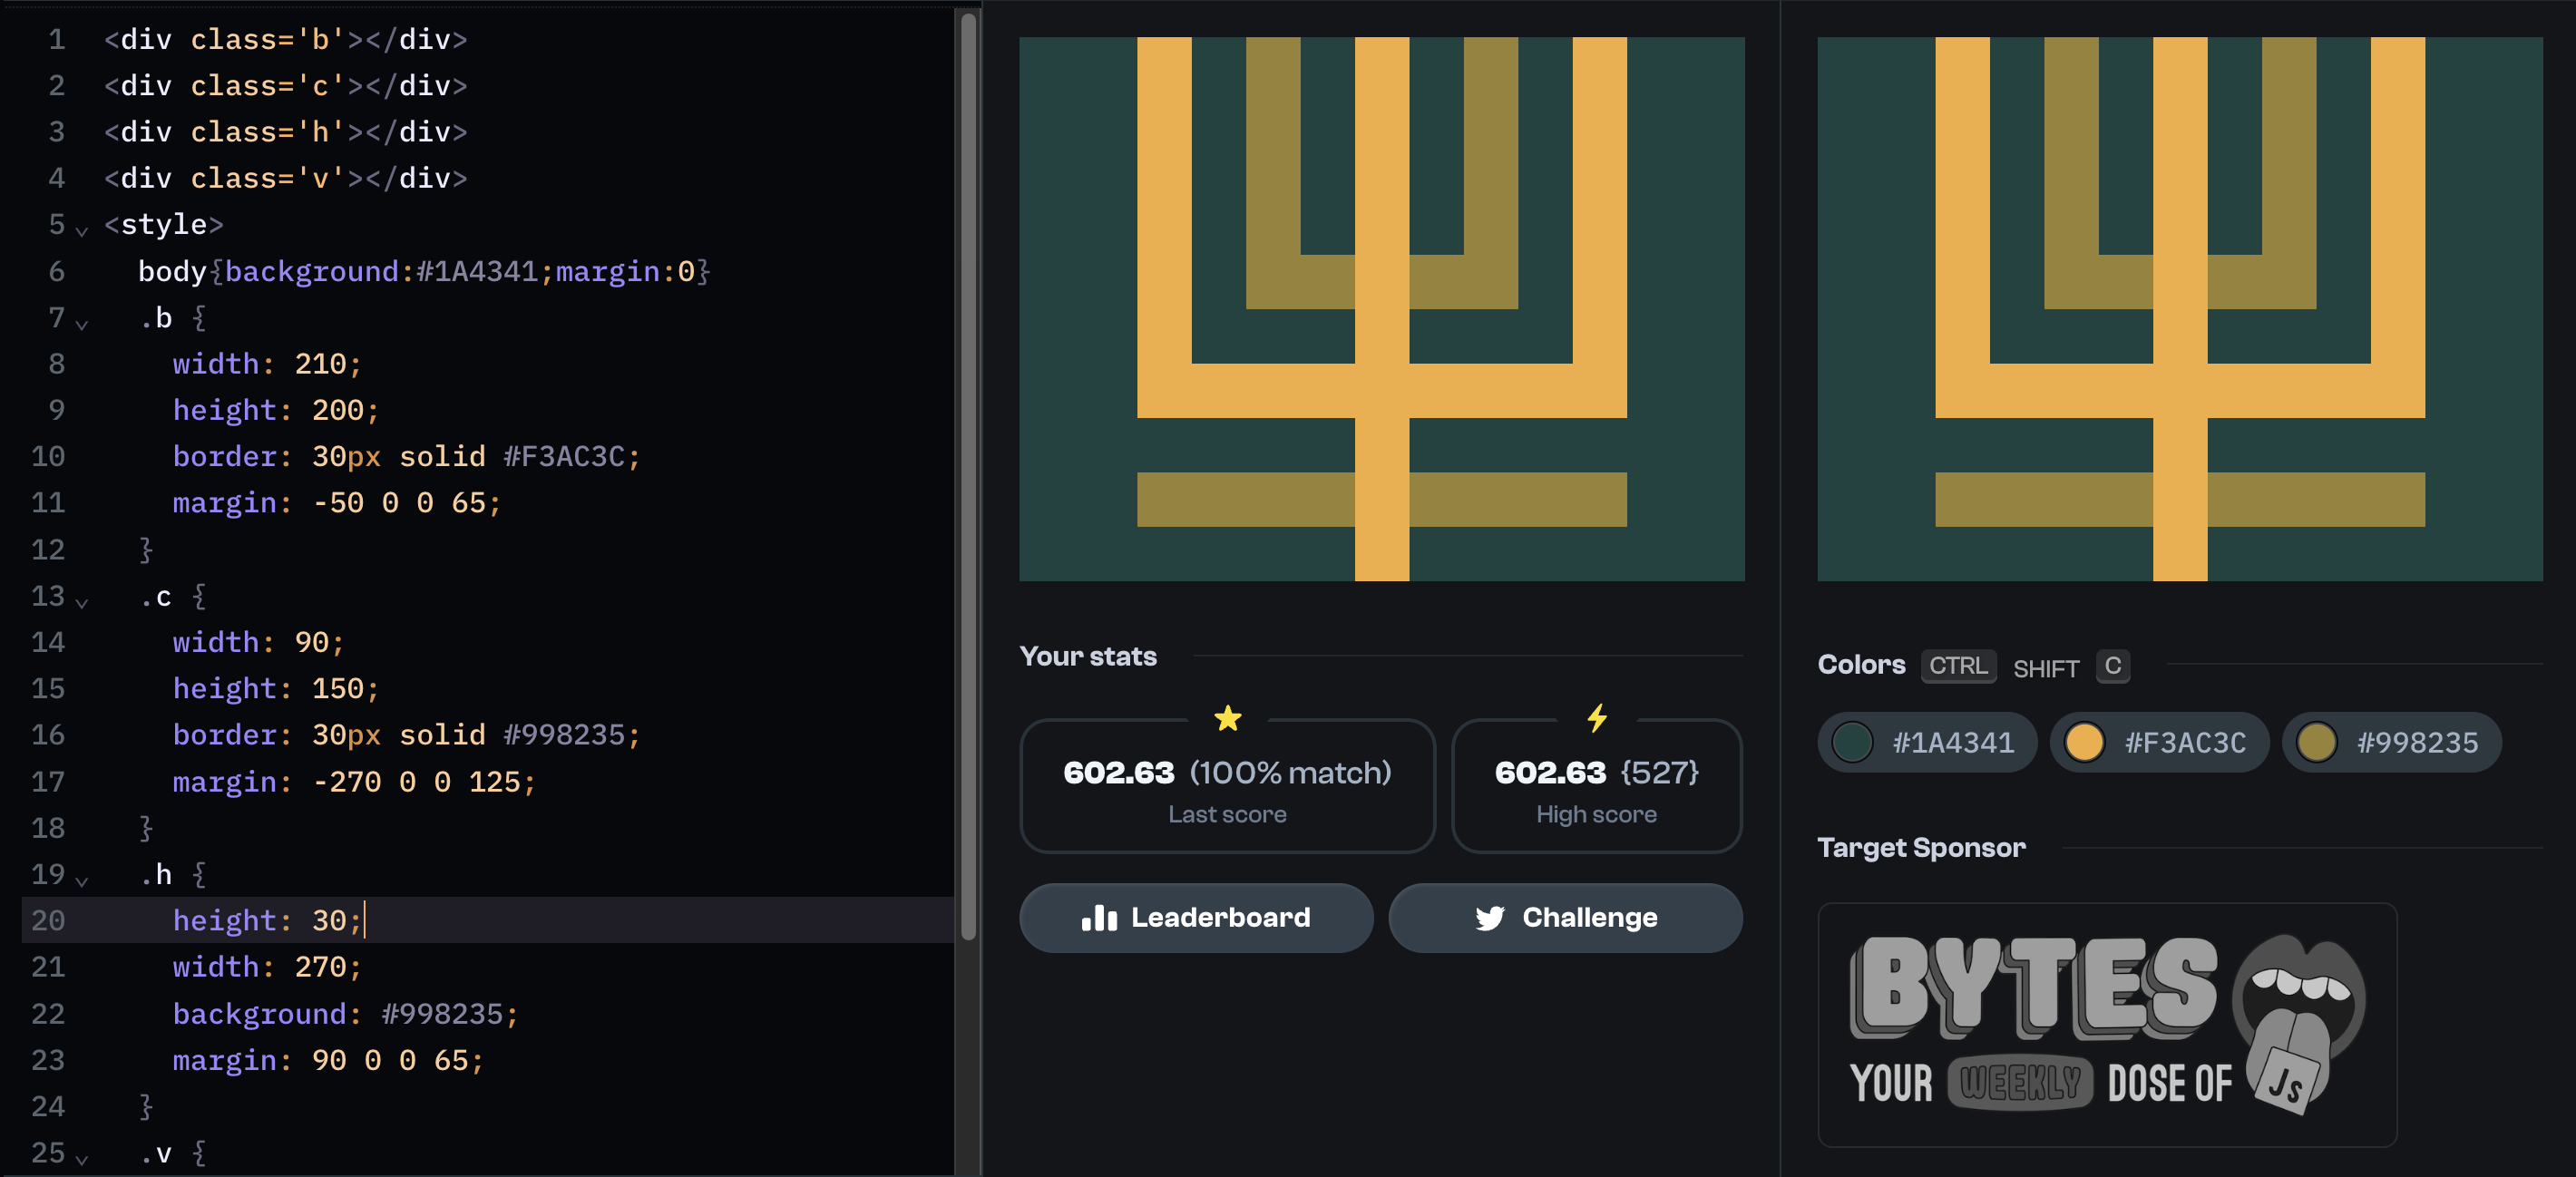 1 <div class='b'></div>
2 <div class='c'></div>
3 <div class='h'></div>
4 <div class='v'></div>
5 <style>
6 body{background:#1A4341;margin:0}
7 .b {
8 width: 210;
9 height: 200;
10 border: 30px solid #F3AC3C;
11 margin: -50 0 0 65;
12 }
13 .c {
14 width: 90;
15 height: 150;
16 border: 30px solid #998235;
17 margin: -270 0 0 125;
18 }
19 .h {
20 height: 30;
21 width: 270;
22 background: #998235;
23 margin: 90 0 0 65;
24 }
25 .v {
Your stats
602.63 (100% match)
Last score
602.63 {527}
High score
Leaderboard
Challenge
Colors CTRL SHIFT C
#1A4341 #F3AC3C #998235
Target Sponsor
BYTES
YOUR WEEKLY DOSE OF JS